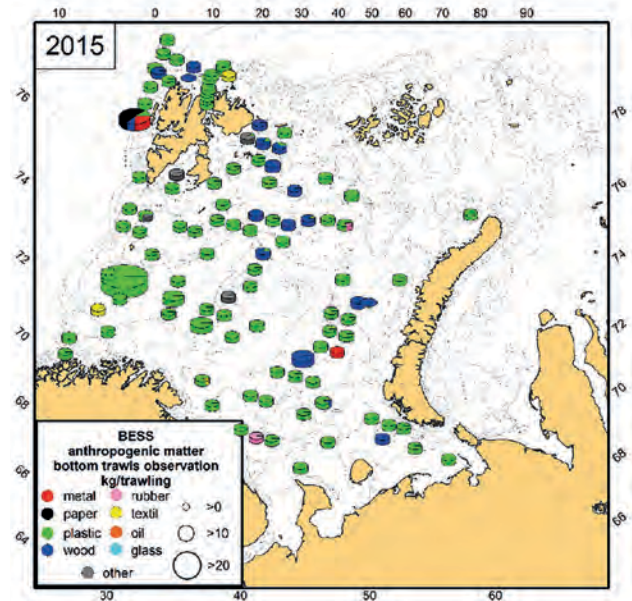 10 0 10 20 30 40 50 60 70 80 90
2015
76
74
72
70
68
66
64
78
76
74
72
70
68
66
64
BESS
anthropogenic matter
bottom trawls observation
kg/trawling
metal rubber
paper textil
plastic oil
wood glass
other
>0
>10
>20
30 40 50 60